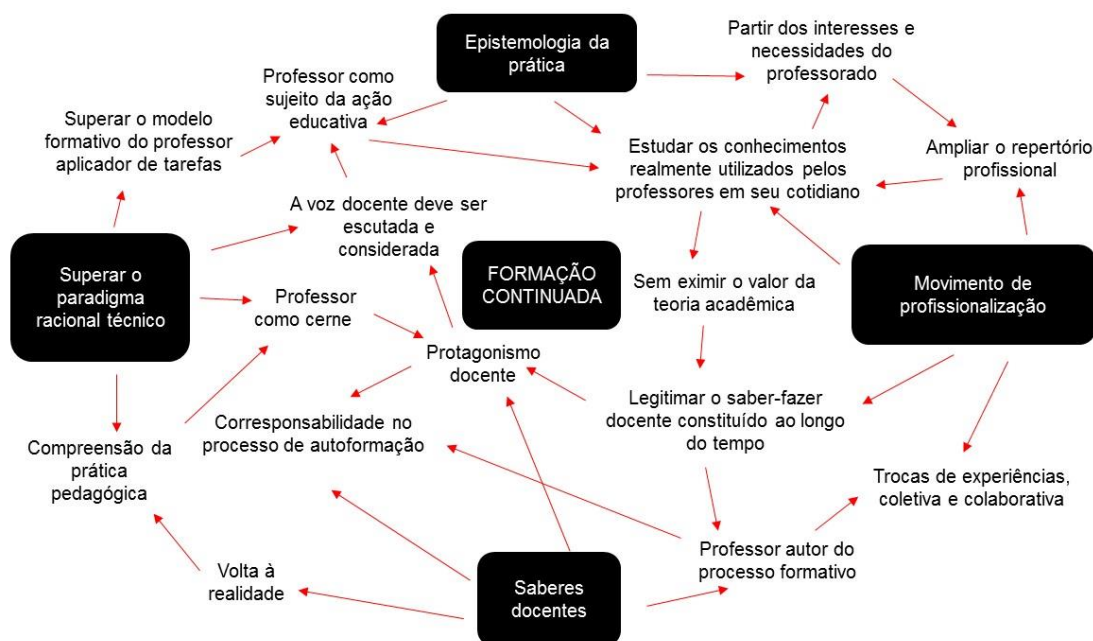 Epistemologia da
prática
Partir dos interesses e
necessidades do
professorado
Professor como
sujeito da ação
educativa
Superar o modelo
formativo do professor
aplicador de tarefas
Estudar os conhecimentos
realmente utilizados pelos
professores em seu cotidiano
Ampliar o repertório
profissional
A voz docente deve ser
escutada e
considerada
Superar o
paradigma
racional técnico
FORMAÇÃO
CONTINUADA
Sem eximir o valor da
teoria acadêmica
Movimento de
profissionalização
Professor
como cerne
Protagonismo
docente
Legitimar o saber-fazer
docente constituído ao longo
do tempo
Corresponsabilidade no
processo de autoformação
Compreensão da
prática
pedagógica
Trocas de experiências,
coletiva e colaborativa
Professor autor do
processo formativo
Volta à
realidade
Saberes
docentes